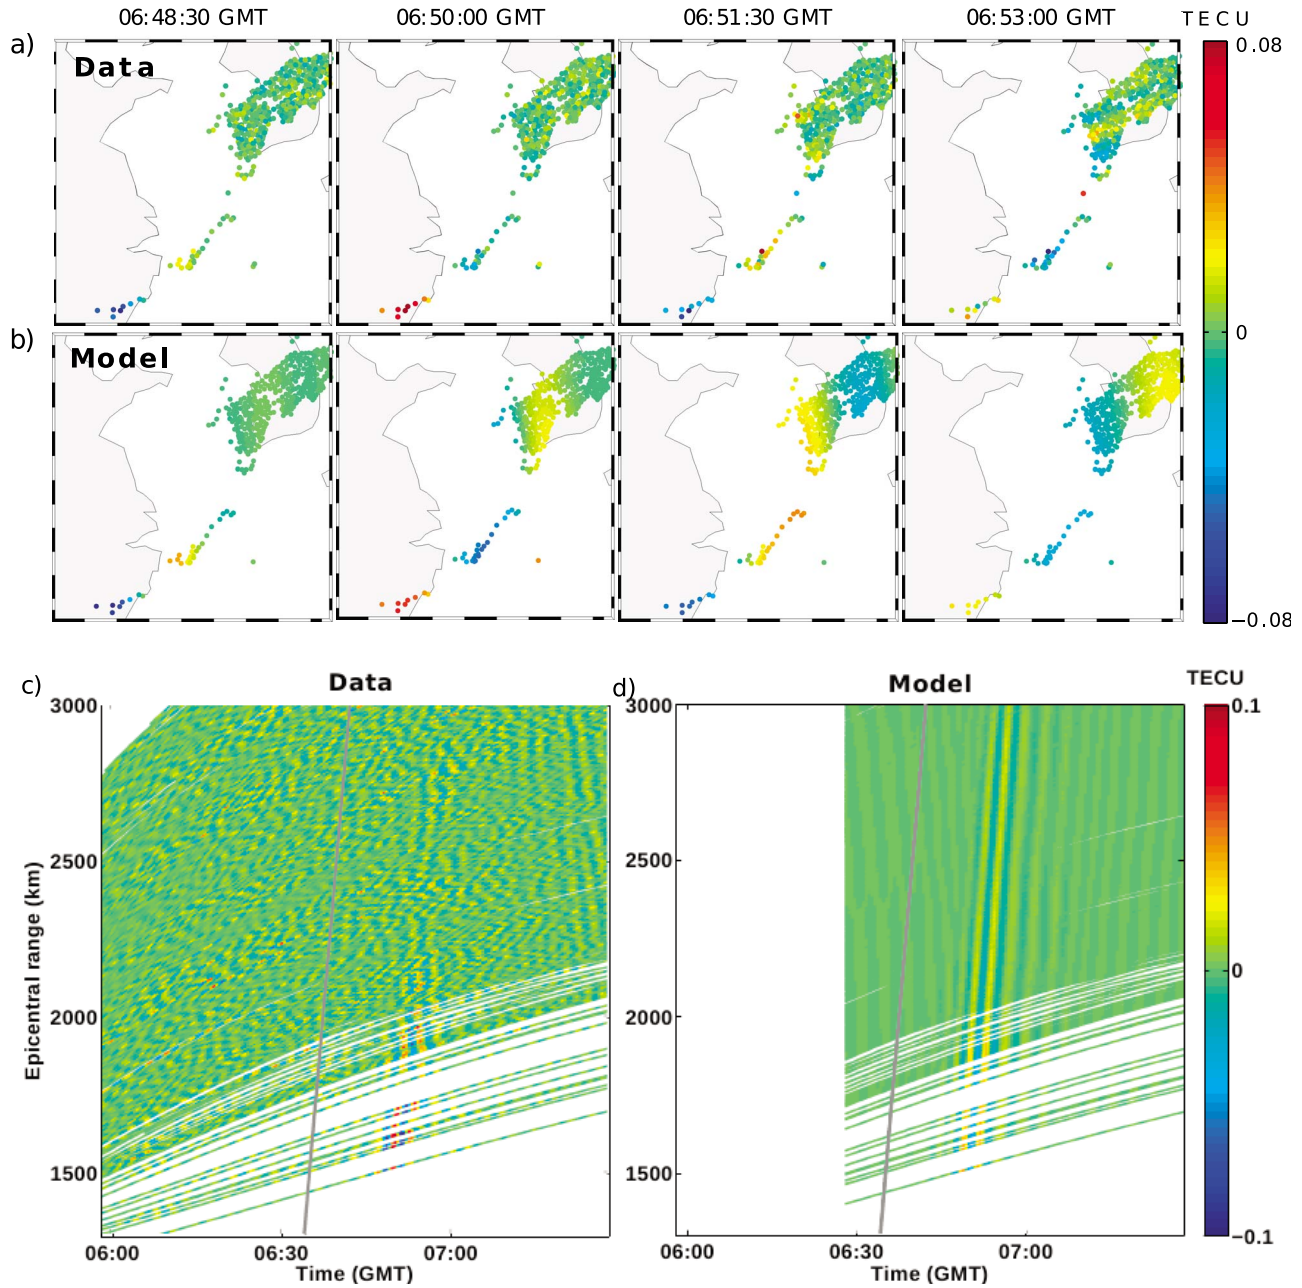 06:48:30 GMT 06:50:00 GMT 06:51:30 GMT 06:53:00 GMT TECU
a)
Data
0.08
0
b)
Model
−0.08
c) Data d) Model TECU
3000 3000 0.1
2500 2500
Epicentral range (km)
2000 2000 0
1500 1500
-0.1
06:00 06:30 07:00 06:00 06:30 07:00
Time (GMT) Time (GMT)